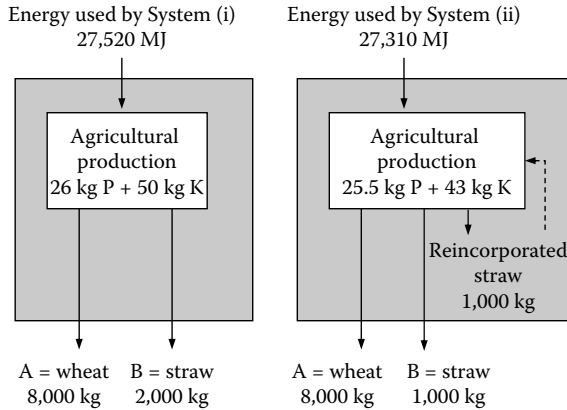 Energy used by System (i)
27,520 MJ
Agricultural
production
26 kg P + 50 kg K
A = wheat
8,000 kg
B = straw
2,000 kg
Energy used by System (ii)
27,310 MJ
Agricultural
production
25.5 kg P + 43 kg K
Reincorporated
straw
1,000 kg
A = wheat
8,000 kg
B = straw
1,000 kg